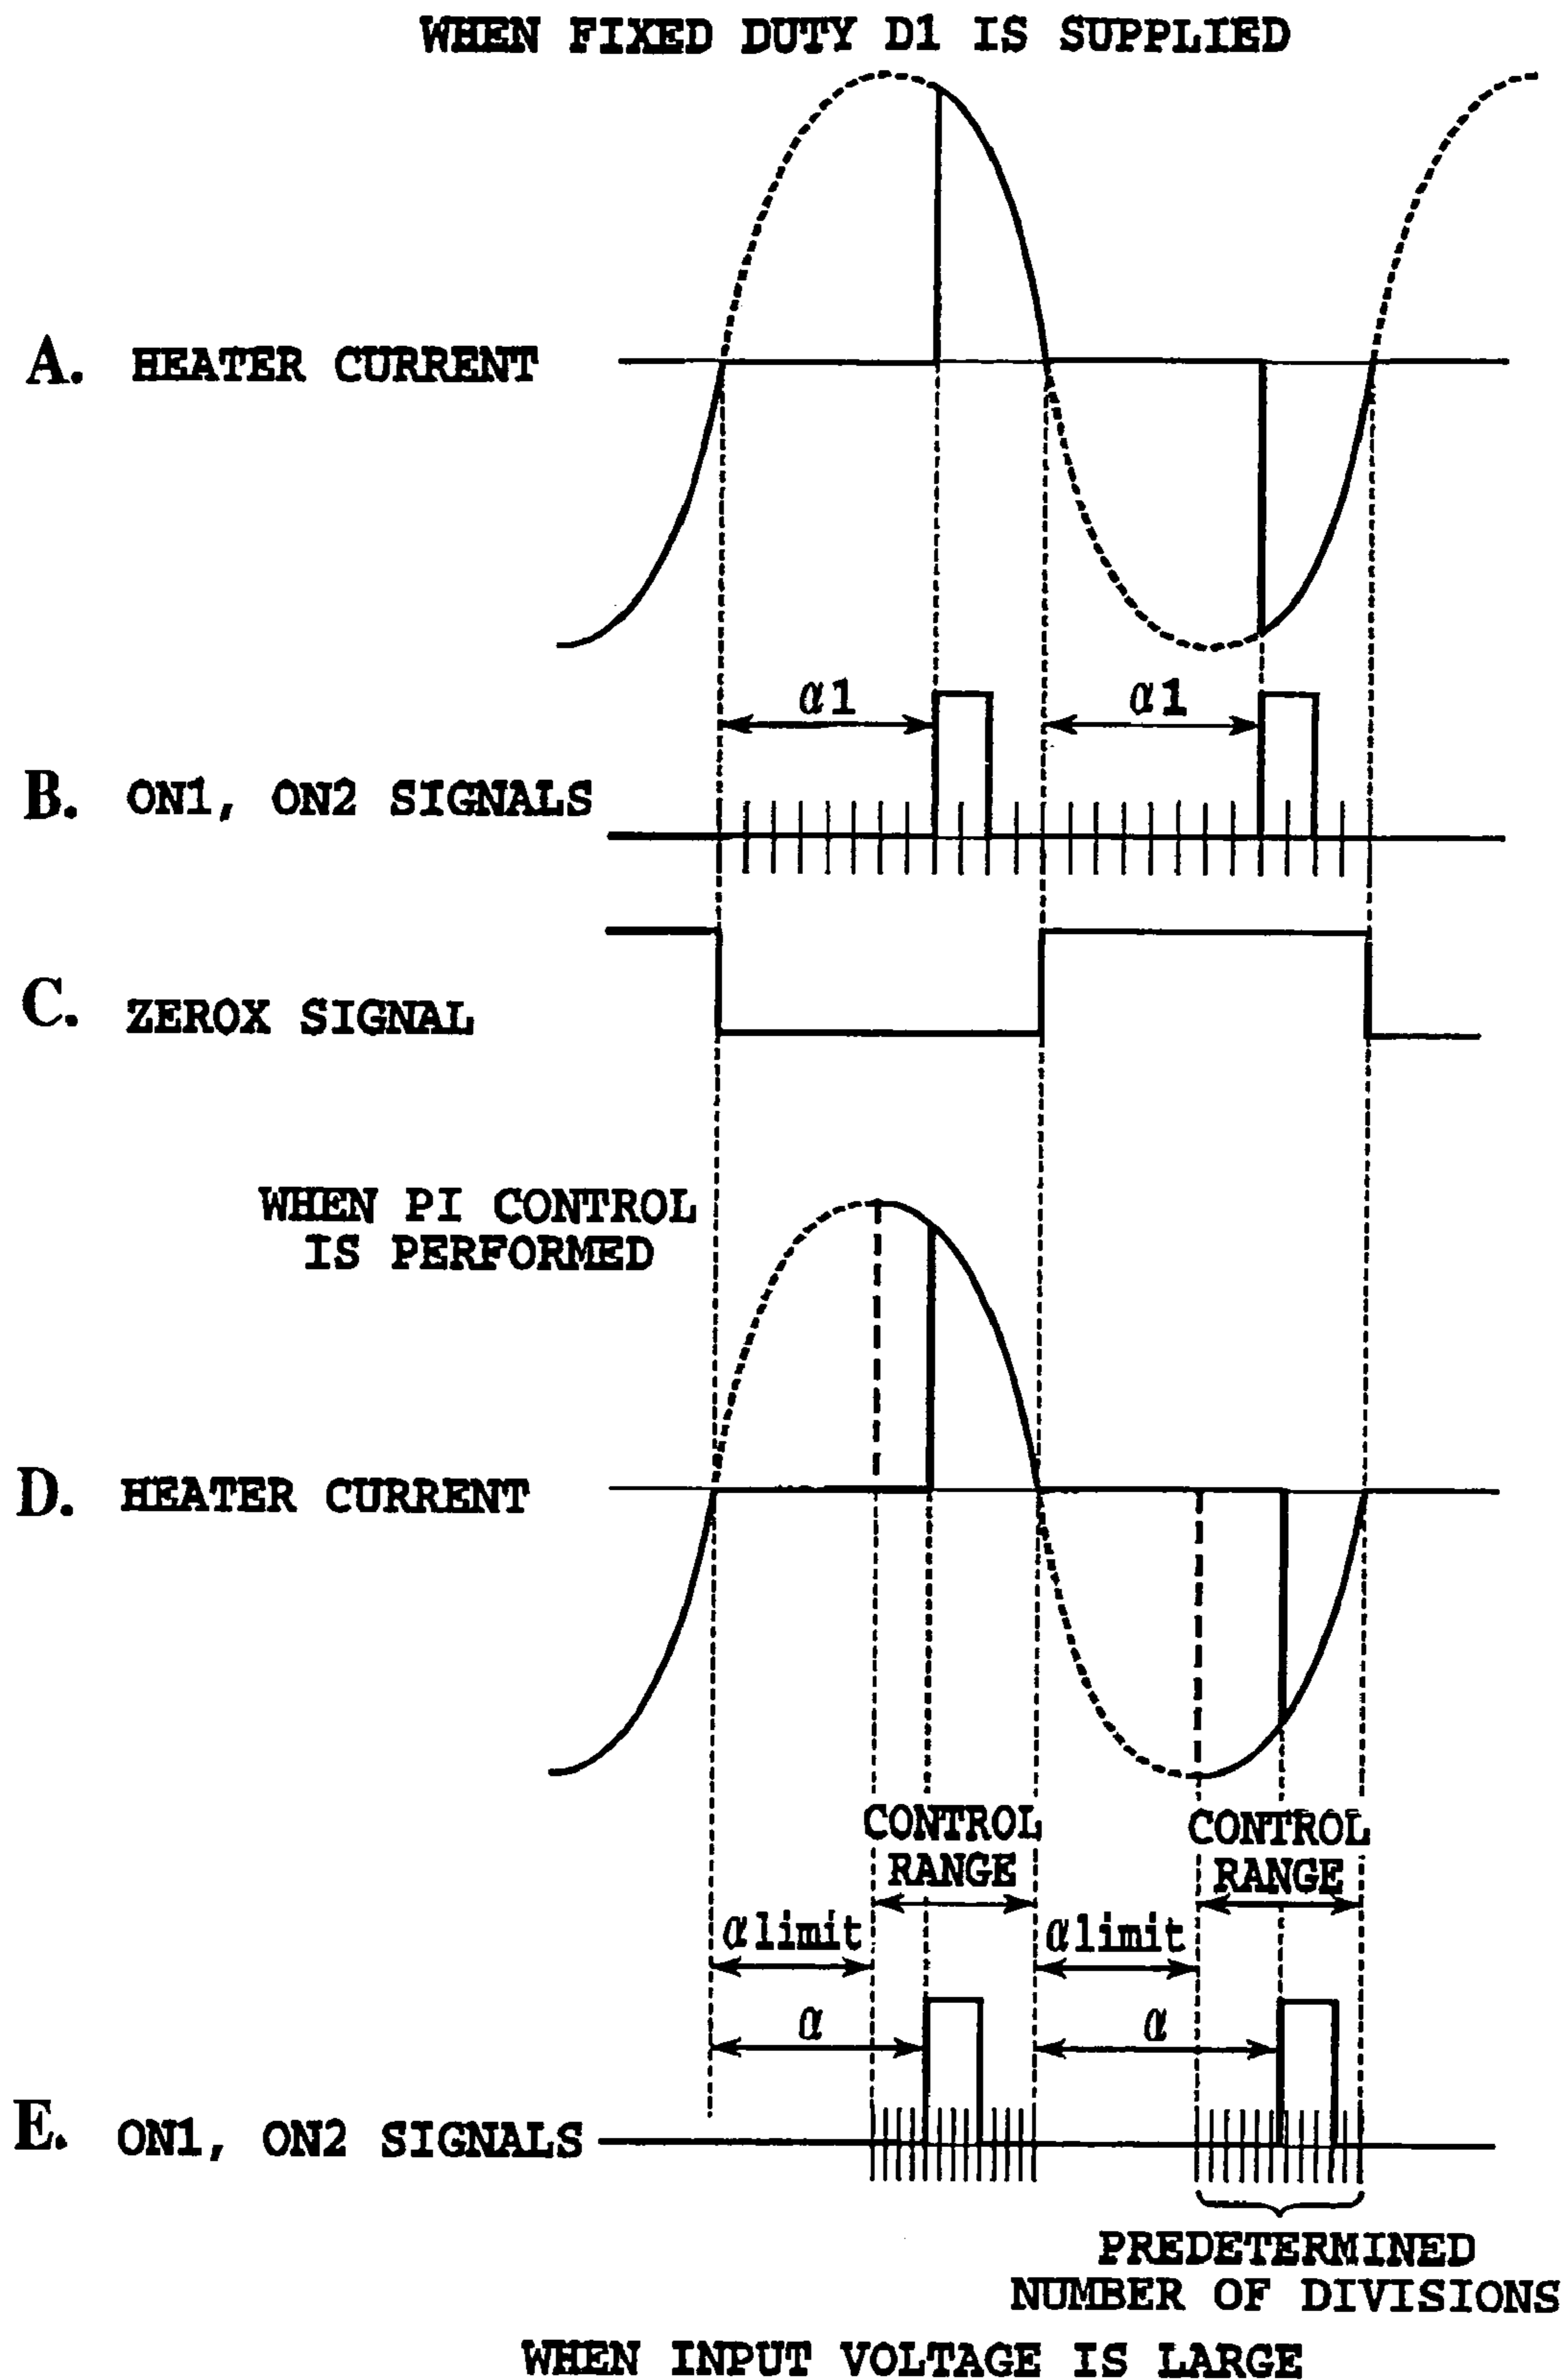 WHEN FIXED DUTY D1 IS SUPPLIED
A. HEATER CURRENT
α1 α1
B. ON1, ON2 SIGNALS
C. ZEROX SIGNAL
WHEN PI CONTROL
IS PERFORMED
D. HEATER CURRENT
CONTROL CONTROL
RANGE RANGE
αlimit αlimit
α α
E. ON1, ON2 SIGNALS
PREDETERMINED
NUMBER OF DIVISIONS
WHEN INPUT VOLTAGE IS LARGE